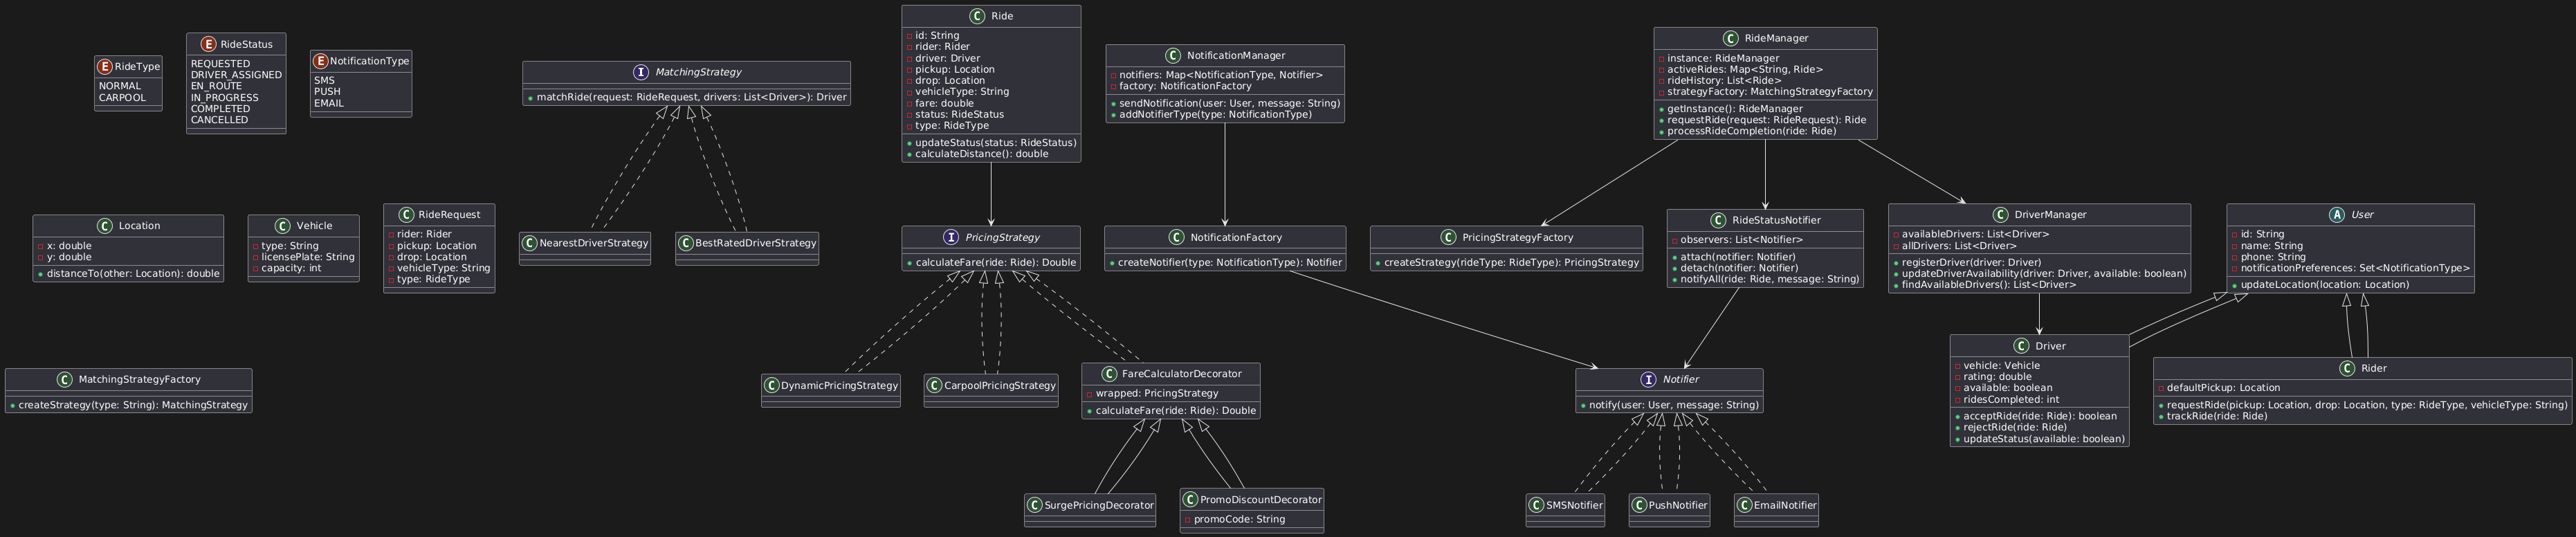 E RideType
NORMAL
CARPOOL
E RideStatus
REQUESTED
DRIVER_ASSIGNED
EN_ROUTE
IN_PROGRESS
COMPLETED
CANCELLED
E NotificationType
SMS
PUSH
EMAIL
I MatchingStrategy
matchRide(request: RideRequest, drivers: List<Driver>): Driver
C Ride
id: String
rider: Rider
driver: Driver
pickup: Location
drop: Location
vehicleType: String
fare: double
status: RideStatus
type: RideType
updateStatus(status: RideStatus)
calculateDistance(): double
C NotificationManager
notifiers: Map<NotificationType, Notifier>
factory: NotificationFactory
sendNotification(user: User, message: String)
addNotifierType(type: NotificationType)
C RideManager
instance: RideManager
activeRides: Map<String, Ride>
rideHistory: List<Ride>
strategyFactory: MatchingStrategyFactory
getInstance(): RideManager
requestRide(request: RideRequest): Ride
processRideCompletion(ride: Ride)
C Location
x: double
y: double
distanceTo(other: Location): double
C Vehicle
type: String
licensePlate: String
capacity: int
C RideRequest
rider: Rider
pickup: Location
drop: Location
vehicleType: String
type: RideType
C NearestDriverStrategy
C BestRatedDriverStrategy
I PricingStrategy
calculateFare(ride: Ride): Double
C NotificationFactory
createNotifier(type: NotificationType): Notifier
C PricingStrategyFactory
createStrategy(rideType: RideType): PricingStrategy
C RideStatusNotifier
observers: List<Notifier>
attach(notifier: Notifier)
detach(notifier: Notifier)
notifyAll(ride: Ride, message: String)
C DriverManager
availableDrivers: List<Driver>
allDrivers: List<Driver>
registerDriver(driver: Driver)
updateDriverAvailability(driver: Driver, available: boolean)
findAvailableDrivers(): List<Driver>
A User
id: String
name: String
phone: String
notificationPreferences: Set<NotificationType>
updateLocation(location: Location)
C MatchingStrategyFactory
createStrategy(type: String): MatchingStrategy
C DynamicPricingStrategy
C CarpoolPricingStrategy
C FareCalculatorDecorator
wrapped: PricingStrategy
calculateFare(ride: Ride): Double
I Notifier
notify(user: User, message: String)
C Driver
vehicle: Vehicle
rating: double
available: boolean
ridesCompleted: int
acceptRide(ride: Ride): boolean
rejectRide(ride: Ride)
updateStatus(available: boolean)
C Rider
defaultPickup: Location
requestRide(pickup: Location, drop: Location, type: RideType, vehicleType: String)
trackRide(ride: Ride)
C SurgePricingDecorator
C PromoDiscountDecorator
promoCode: String
C SMSNotifier
C PushNotifier
C EmailNotifier